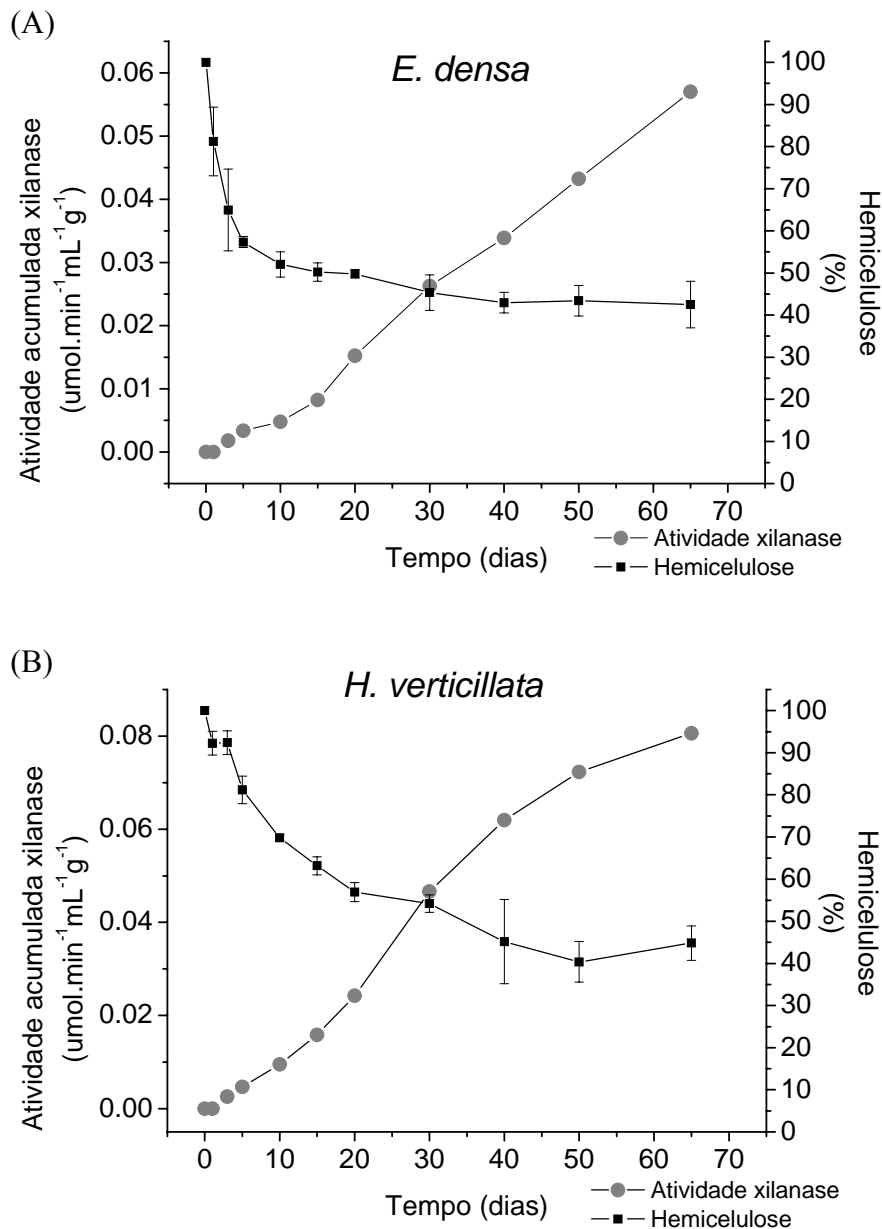 (A)
E. densa
Atividade acumulada xilanase
(umol.min⁻¹mL⁻¹g⁻¹)
0.06
0.05
0.04
0.03
0.02
0.01
0.00
100
90
80
70
60
50
40
30
20
10
0
Hemicelulose
(%)
0 10 20 30 40 50 60 70
Tempo (dias)
Atividade xilanase
Hemicelulose
(B)
H. verticillata
Atividade acumulada xilanase
(umol.min⁻¹mL⁻¹g⁻¹)
0.08
0.06
0.04
0.02
0.00
100
90
80
70
60
50
40
30
20
10
0
Hemicelulose
(%)
0 10 20 30 40 50 60 70
Tempo (dias)
Atividade xilanase
Hemicelulose